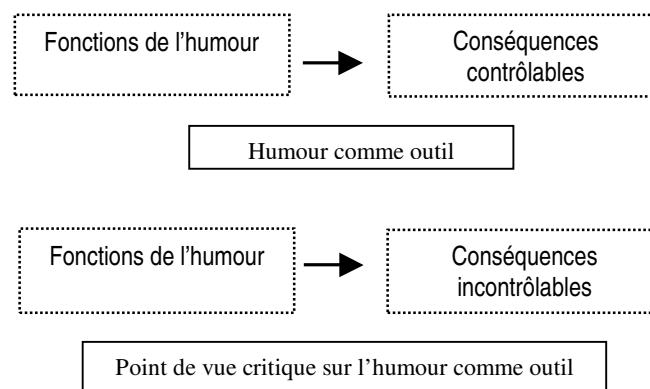 Fonctions de l’humour
Conséquences
contrôlables
Humour comme outil
Fonctions de l’humour
Conséquences
incontrôlables
Point de vue critique sur l’humour comme outil